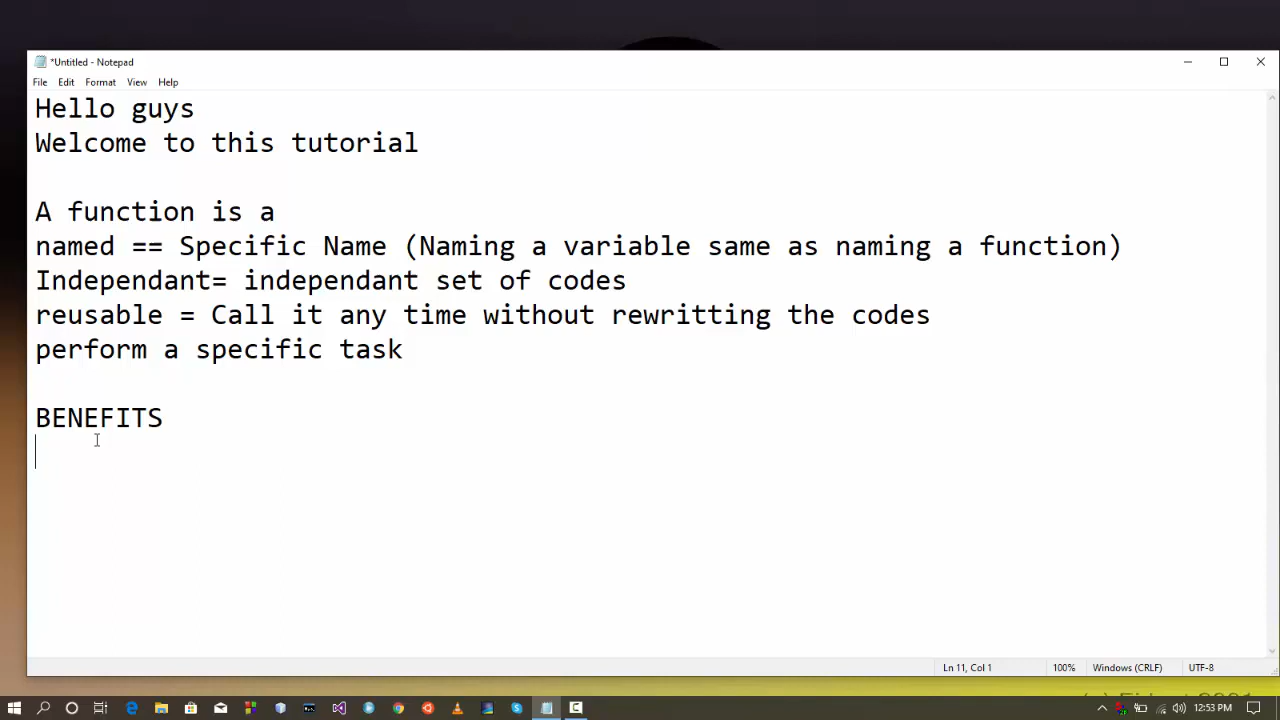 *Untitled - Notepad
File Edit Format View Help
Hello guys
Welcome to this tutorial
A function is a
named == Specific Name (Naming a variable same as naming a function)
Independant= independant set of codes
reusable = Call it any time without rewritting the codes
perform a specific task
BENEFITS
Ln 11, Col 1 100% Windows (CRLF) UTF-8
12:53 PM